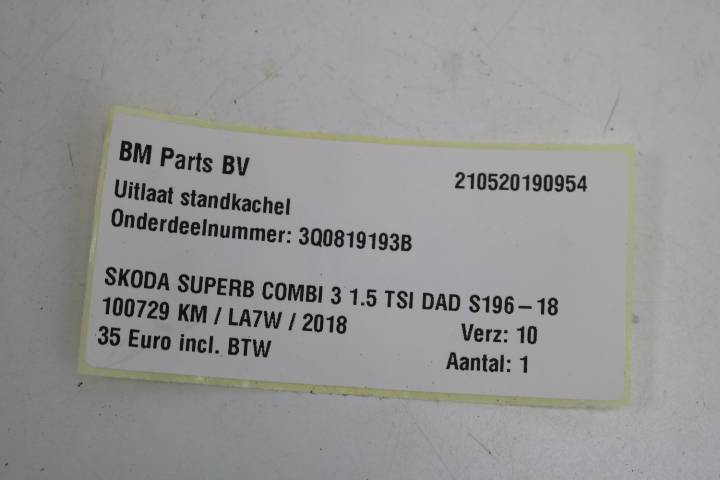 BM Parts BV 210520190954
Uitlaat standkachel
Onderdeelnummer: 3Q0819193B
SKODA SUPERB COMBI 3 1.5 TSI DAD S196-18
100729 KM / LA7W / 2018 Verz: 10
35 Euro incl. BTW Aantal: 1